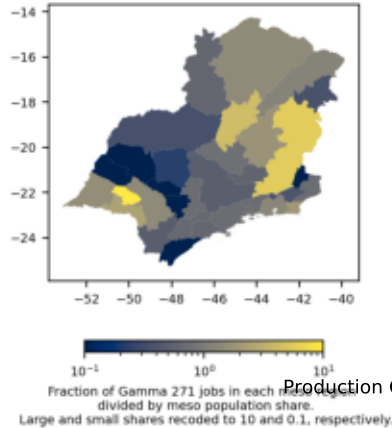 −14
−16
−18
−20
−22
−24
−52 −50 −48 −46 −44 −42 −40
10⁻¹ 10⁰ 10¹
Production
Fraction of Gamma 271 jobs in each meso region
divided by meso population share.
Large and small shares recoded to 10 and 0.1, respectively